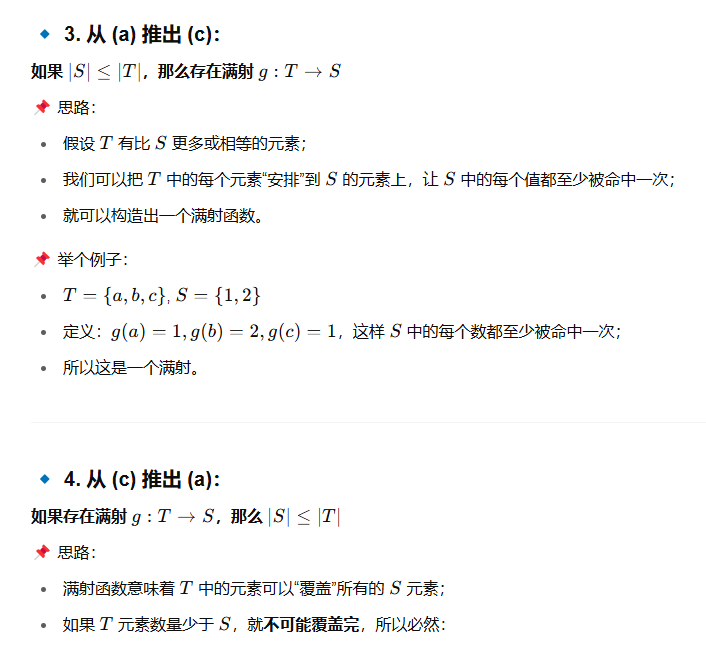 🔹 3. 从 (a) 推出 (c)：
如果 |S| ≤ |T|，那么存在满射 g : T → S
📌 思路：
• 假设 T 有比 S 更多或相等的元素；
• 我们可以把 T 中的每个元素“安排”到 S 的元素上，让 S 中的每个值都至少被命中一次；
• 就可以构造出一个满射函数。
📌 举个例子：
• T = {a, b, c}, S = {1, 2}
• 定义：g(a) = 1, g(b) = 2, g(c) = 1，这样 S 中的每个数都至少被命中一次；
• 所以这是一个满射。
🔹 4. 从 (c) 推出 (a)：
如果存在满射 g : T → S，那么 |S| ≤ |T|
📌 思路：
• 满射函数意味着 T 中的元素可以“覆盖”所有的 S 元素；
• 如果 T 元素数量少于 S，就不可能覆盖完，所以必然：